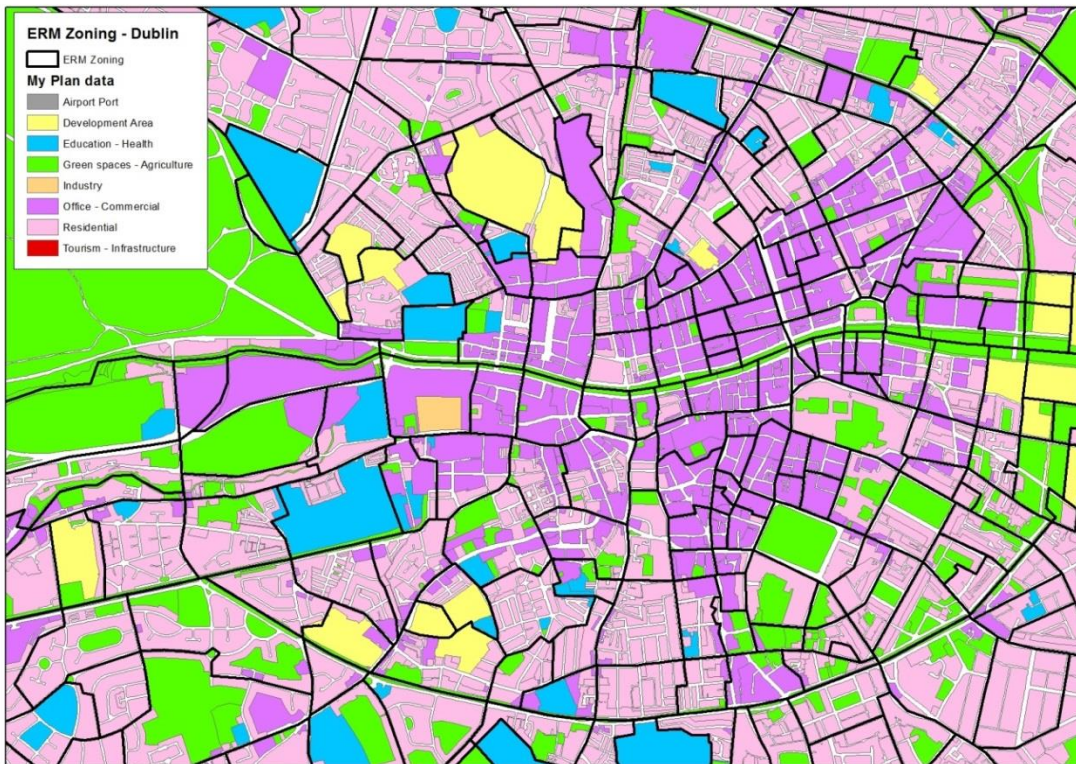 ERM Zoning - Dublin
ERM Zoning
My Plan data
Airport Port
Development Area
Education - Health
Green spaces - Agriculture
Industry
Office - Commercial
Residential
Tourism - Infrastructure